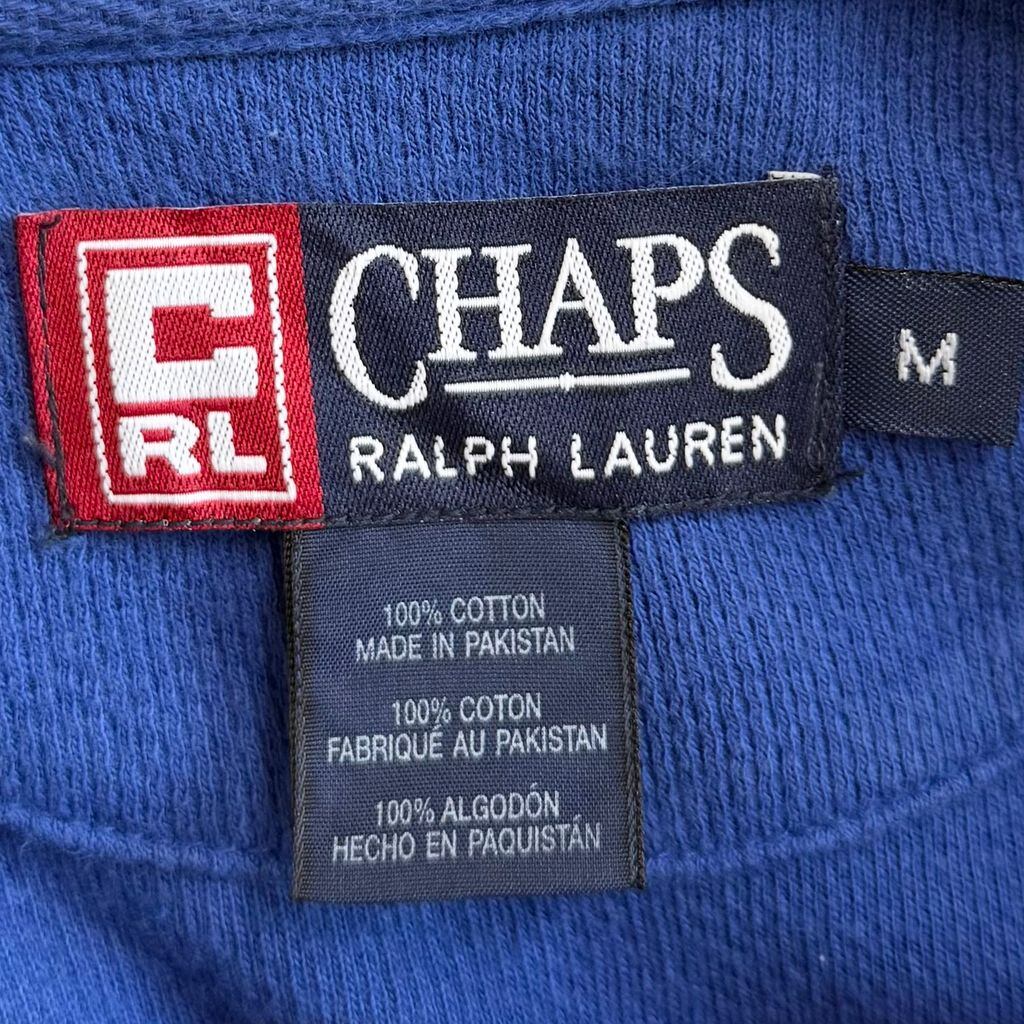 C
RL
CHAPS
RALPH LAUREN
M
100% COTTON
MADE IN PAKISTAN
100% COTON
FABRIQUÉ AU PAKISTAN
100% ALGODÓN
HECHO EN PAQUISTÁN